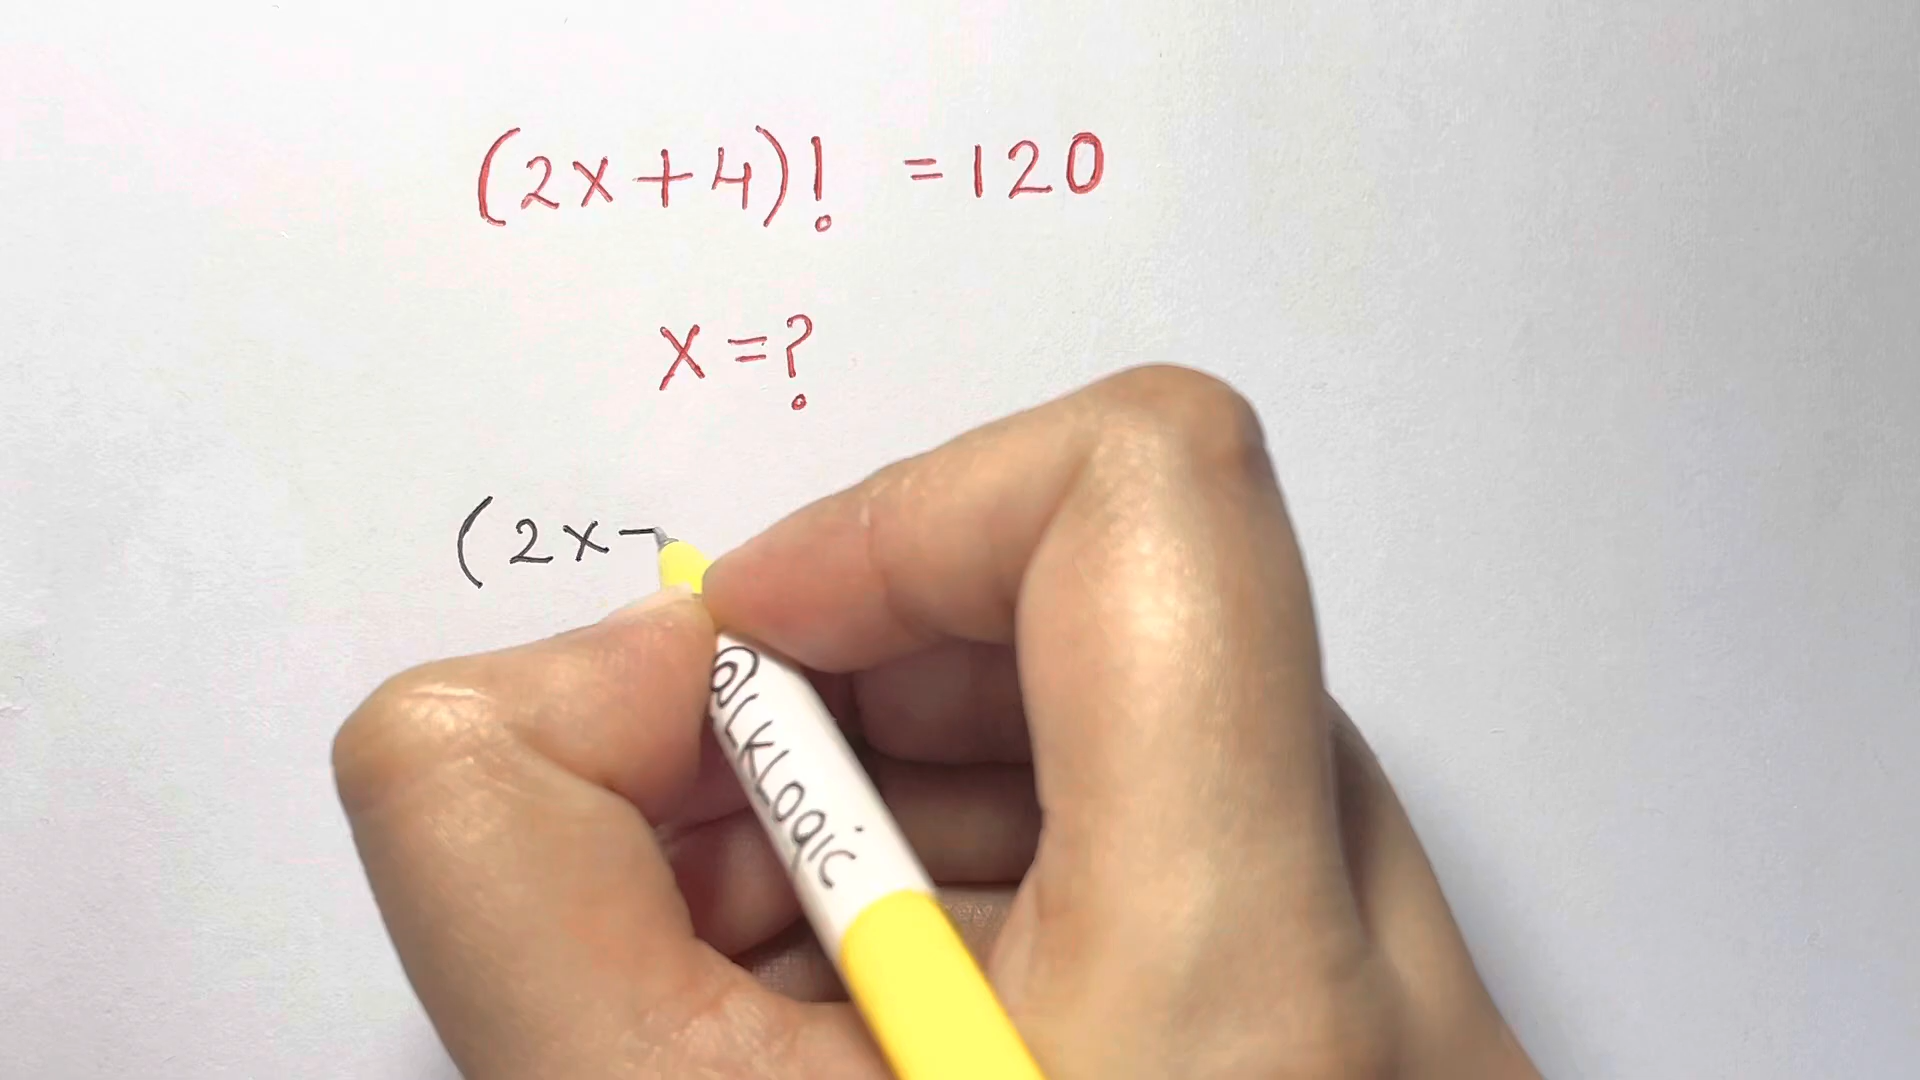 (2x+4)! = 120
x = ?
(2x-
@LKLogic